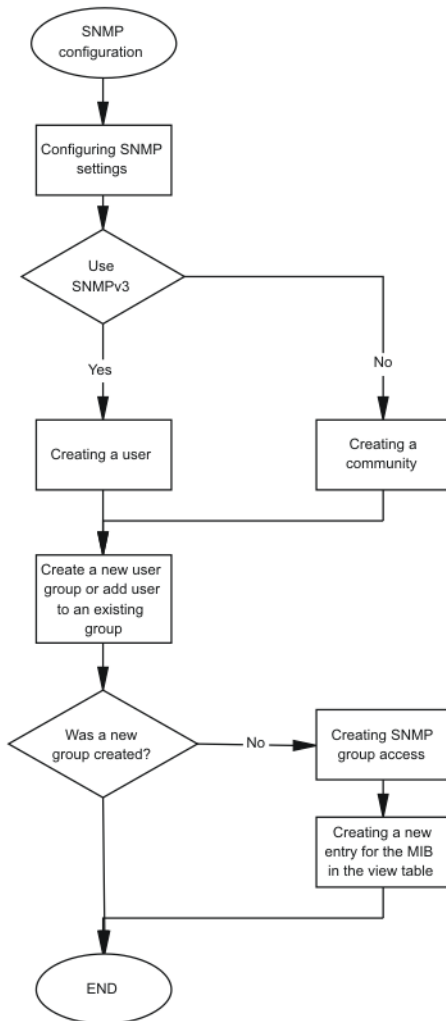 SNMP
configuration
Configuring SNMP
settings
Use
SNMPv3
Yes
No
Creating a user
Creating a
community
Create a new user
group or add user
to an existing
group
Was a new
group created?
No
Creating SNMP
group access
Creating a new
entry for the MIB
in the view table
END